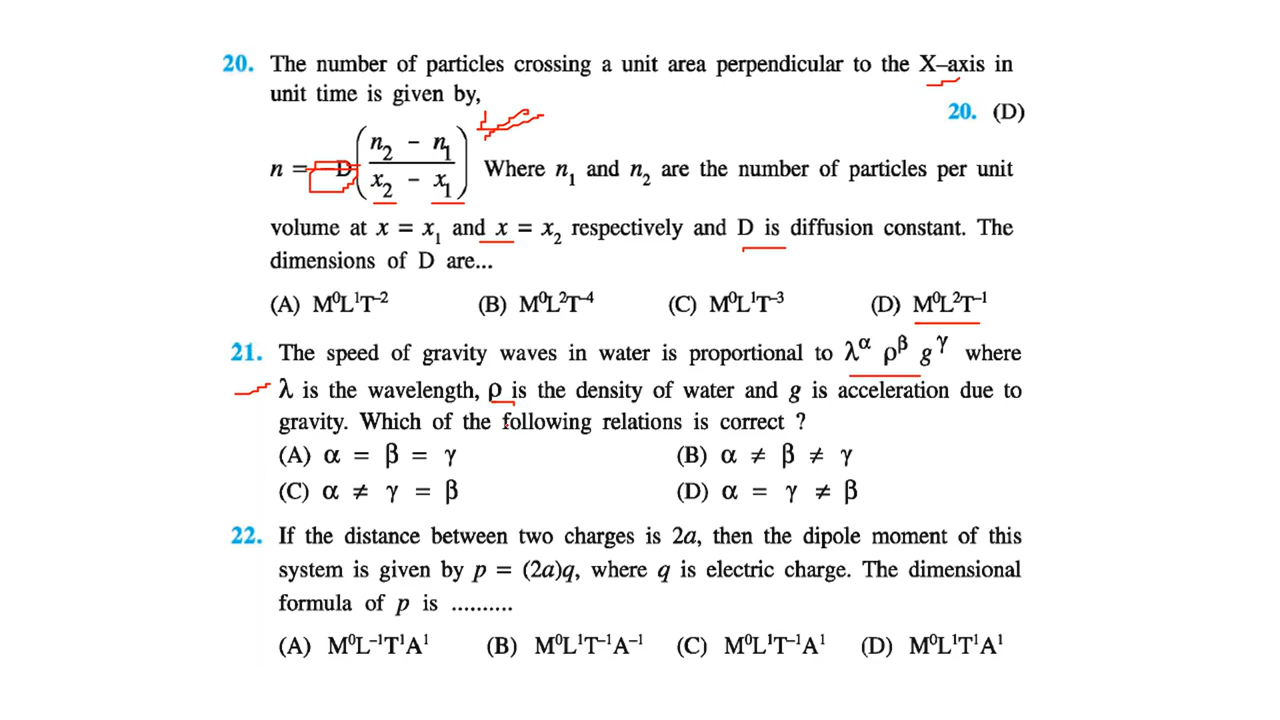 20. The number of particles crossing a unit area perpendicular to the X–axis in
unit time is given by,
20. (D)
n = –D((n₂ – n₁)/(x₂ – x₁)) Where n₁ and n₂ are the number of particles per unit
volume at x = x₁ and x = x₂ respectively and D is diffusion constant. The
dimensions of D are...
(A) M⁰L¹T⁻² (B) M⁰L²T⁻⁴ (C) M⁰L¹T⁻³ (D) M⁰L²T⁻¹
21. The speed of gravity waves in water is proportional to λ^α ρ^β g^γ where
λ is the wavelength, ρ is the density of water and g is acceleration due to
gravity. Which of the following relations is correct ?
(A) α = β = γ (B) α ≠ β ≠ γ
(C) α ≠ γ = β (D) α = γ ≠ β
22. If the distance between two charges is 2a, then the dipole moment of this
system is given by p = (2a)q, where q is electric charge. The dimensional
formula of p is ..........
(A) M⁰L⁻¹T¹A¹ (B) M⁰L¹T⁻¹A⁻¹ (C) M⁰L¹T⁻¹A¹ (D) M⁰L¹T¹A¹